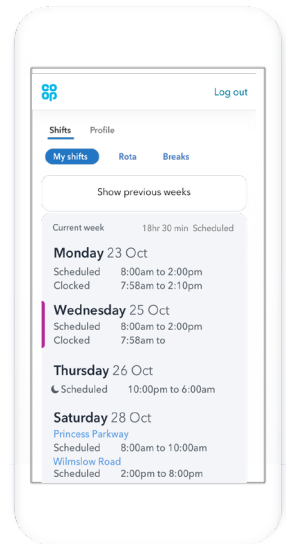 co
op
Log out
Shifts Profile
My shifts Rota Breaks
Show previous weeks
Current week 18hr 30 min Scheduled
Monday 23 Oct
Scheduled 8:00am to 2:00pm
Clocked 7:58am to 2:10pm
Wednesday 25 Oct
Scheduled 8:00am to 2:00pm
Clocked 7:58am to
Thursday 26 Oct
Scheduled 10:00pm to 6:00am
Saturday 28 Oct
Princess Parkway
Scheduled 8:00am to 10:00am
Wilmslow Road
Scheduled 2:00pm to 8:00pm